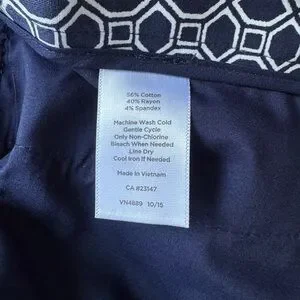 56% Cotton
40% Rayon
4% Spandex
Machine Wash Cold
Gentle Cycle
Only Non-Chlorine
Bleach When Needed
Line Dry
Cool Iron If Needed
Made in Vietnam
CA #23147
VN4889 10/15